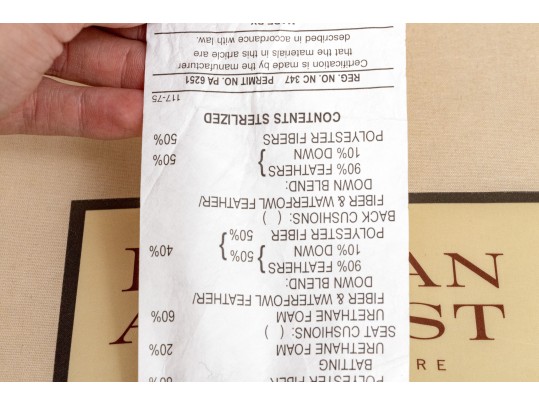 POLYESTER FIBER
BATTING
URETHANE FOAM 20%
SEAT CUSHIONS: ( )
URETHANE FOAM 60%
FIBER & WATERFOWL FEATHER/
DOWN BLEND:
90% FEATHERS
10% DOWN } 50%
POLYESTER FIBER 50% } 40%
BACK CUSHIONS: ( )
FIBER & WATERFOWL FEATHER/
DOWN BLEND:
90% FEATHERS
10% DOWN } 50%
POLYESTER FIBERS 50%
CONTENTS STERILIZED
117-75
REG. NO. NC 347 PERMIT NO. PA 6251
Certification is made by the manufacturer
that the materials in this article are
described in accordance with law.
AN
ST
RE